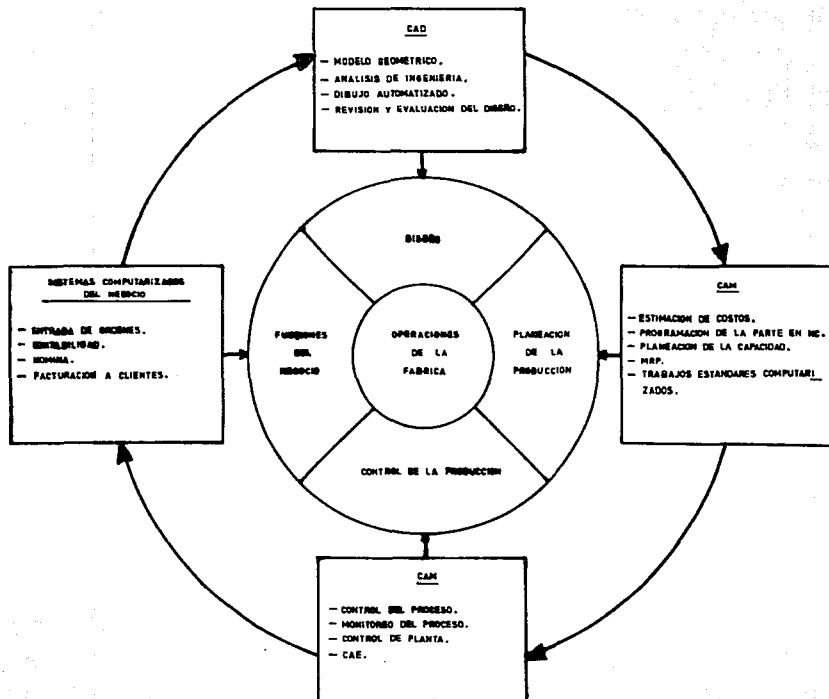 CAD
— MODELO GEOMÉTRICO.
— ANALISIS DE INGENIERIA.
— DIBUJO AUTOMATIZADO.
— REVISION Y EVALUACION DEL DISEÑO.
DISEÑO
SISTEMAS COMPUTARIZADOS
DEL NEGOCIO
— ENTRADA DE ORDENES.
— CONTABILIDAD.
— NOMINA.
— FACTURACION A CLIENTES.
FUNCIONES
DEL
NEGOCIO
OPERACIONES
DE LA
FABRICA
PLANEACION
DE LA
PRODUCCION
CAM
— ESTIMACION DE COSTOS.
— PROGRAMACION DE LA PARTE EN NC.
— PLANEACION DE LA CAPACIDAD.
— MRP.
— TRABAJOS ESTANDARES COMPUTARI
ZADOS.
CONTROL DE LA PRODUCCION
CAM
— CONTROL DEL PROCESO.
— MONITOREO DEL PROCESO.
— CONTROL DE PLANTA.
— CAE.